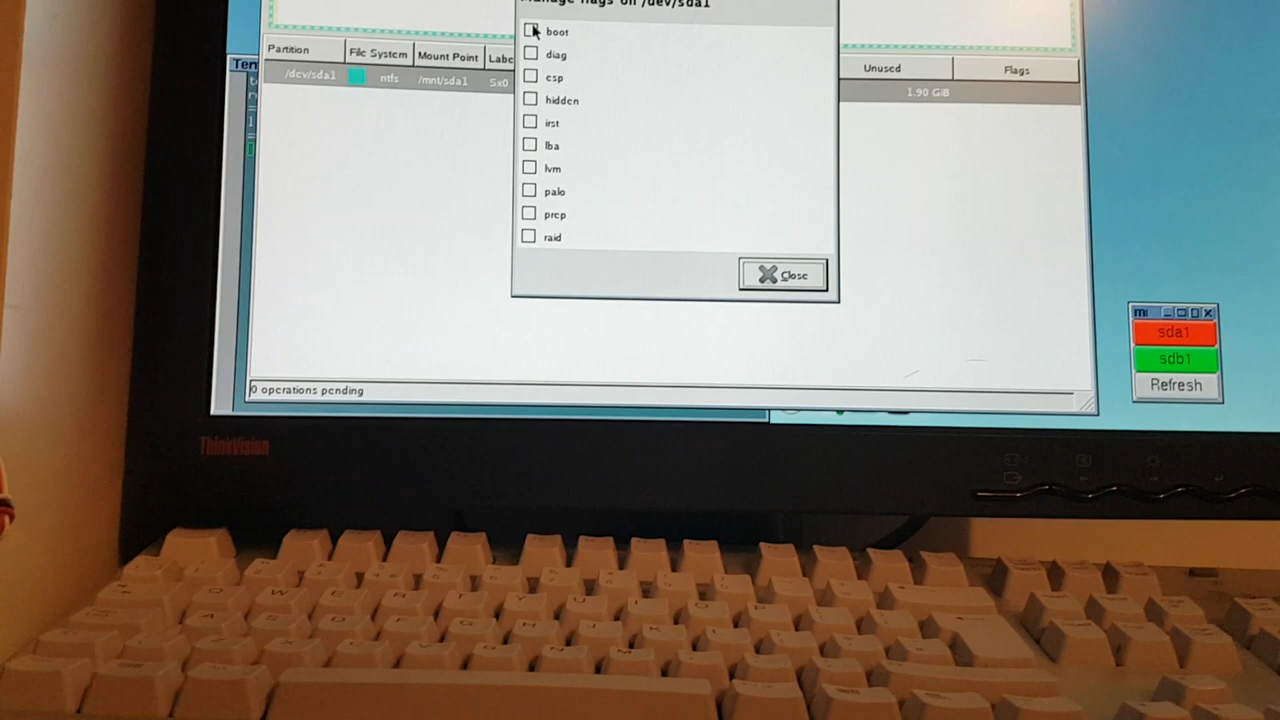 Manage flags on /dev/sda1
boot
diag
esp
hidden
irst
lba
lvm
palo
prep
raid
Close
Partition File System Mount Point Unused Flags
/dev/sda1 ntfs /mnt/sda1 1.90 GiB
0 operations pending
sda1
sdb1
Refresh
ThinkVision
Q W E R T Y U I O P
A S D F G H J K L